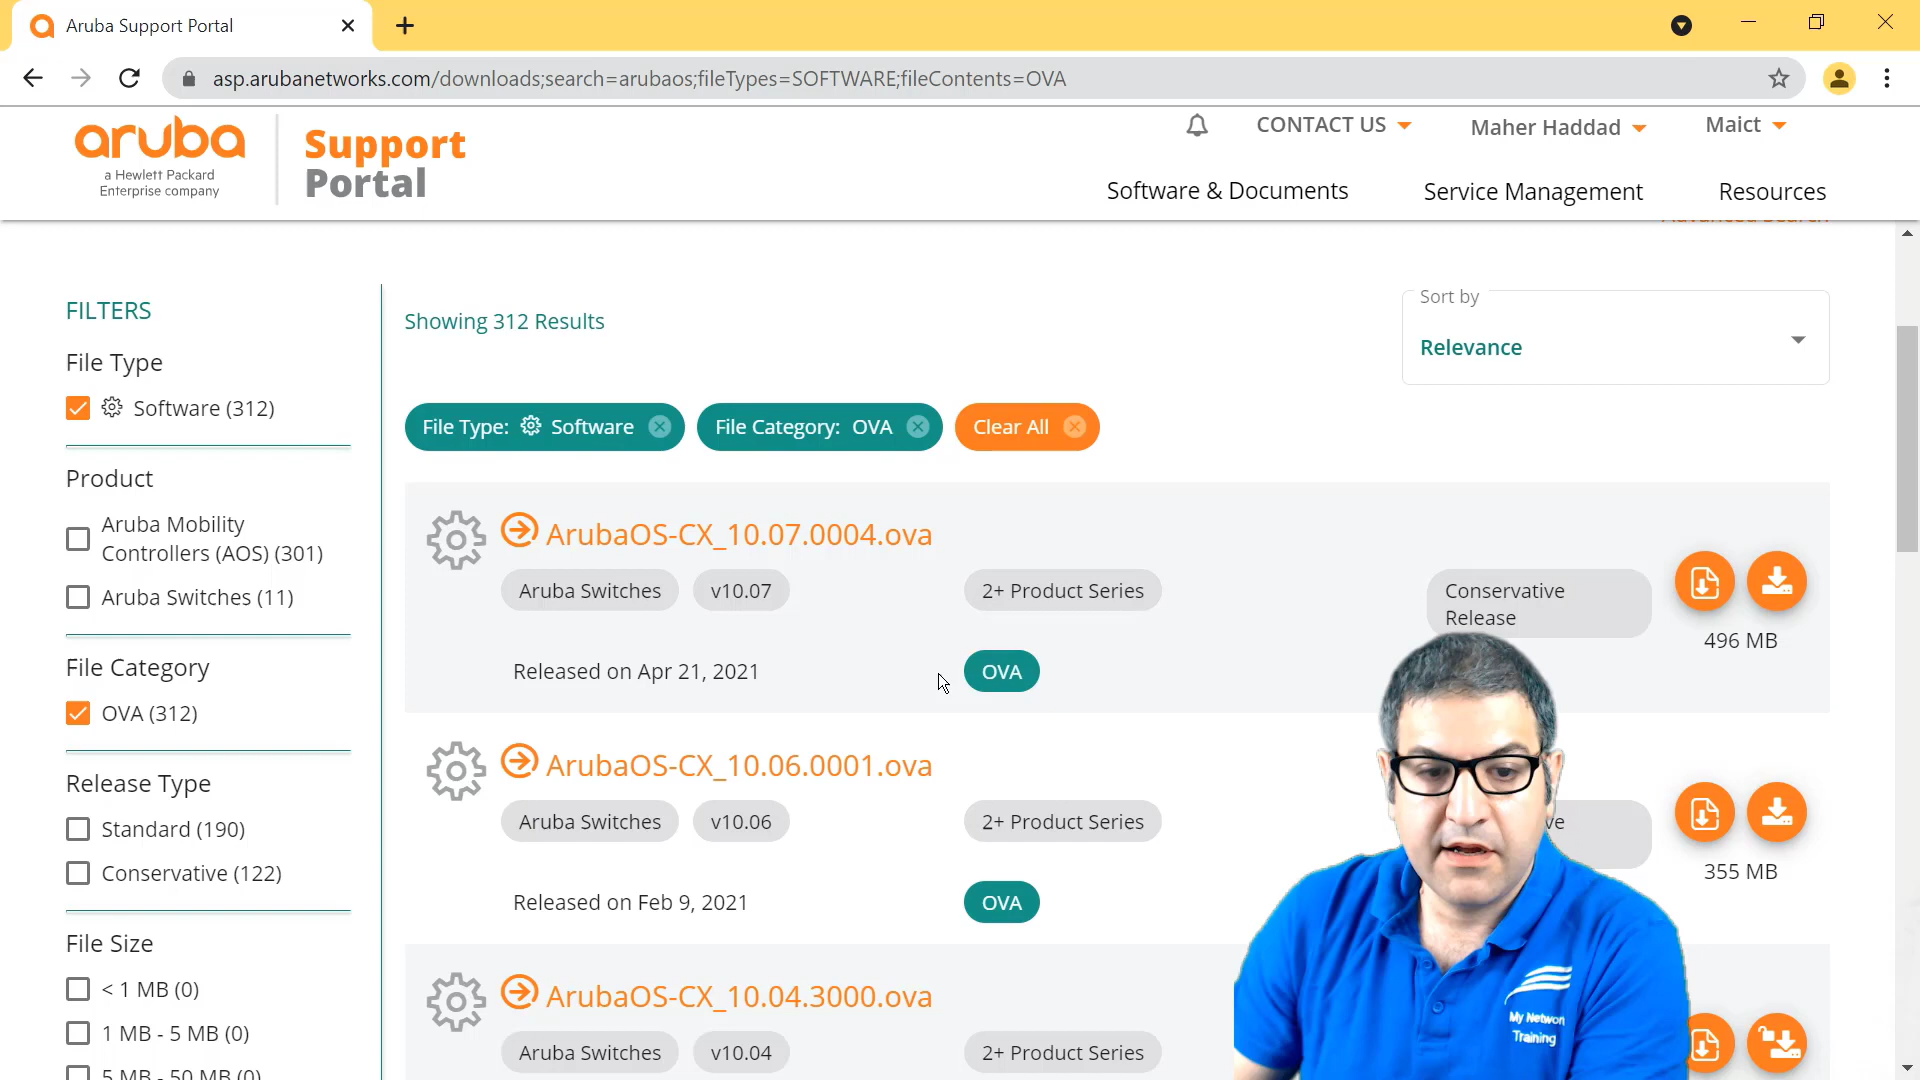 Aruba Support Portal
asp.arubanetworks.com/downloads;search=arubaos;fileTypes=SOFTWARE;fileContents=OVA
aruba
a Hewlett Packard
Enterprise company
Support
Portal
CONTACT US
Maher Haddad
Maict
Software & Documents
Service Management
Resources
Advanced Search
FILTERS
File Type
Software (312)
Product
Aruba Mobility
Controllers (AOS) (301)
Aruba Switches (11)
File Category
OVA (312)
Release Type
Standard (190)
Conservative (122)
File Size
< 1 MB (0)
1 MB - 5 MB (0)
5 MB - 50 MB (0)
Showing 312 Results
Sort by
Relevance
File Type: Software
File Category: OVA
Clear All
ArubaOS-CX_10.07.0004.ova
Aruba Switches
v10.07
2+ Product Series
Conservative
Release
496 MB
Released on Apr 21, 2021
OVA
ArubaOS-CX_10.06.0001.ova
Aruba Switches
v10.06
2+ Product Series
355 MB
Released on Feb 9, 2021
OVA
ArubaOS-CX_10.04.3000.ova
Aruba Switches
v10.04
2+ Product Series
My Networ
Training